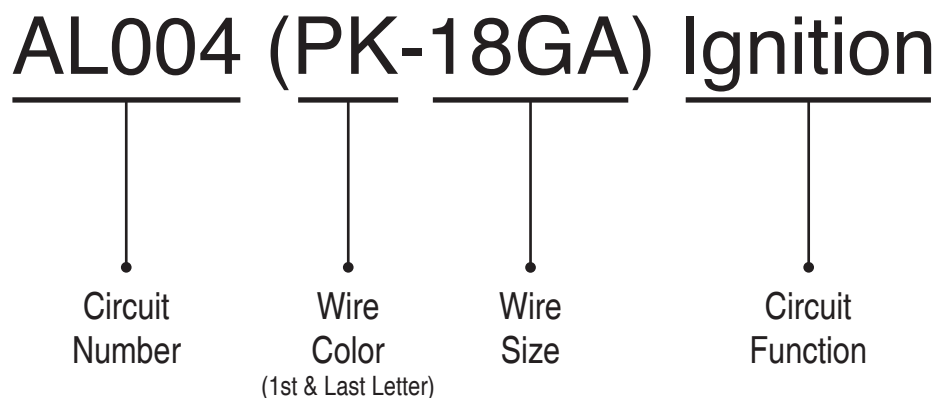 AL004 (PK-18GA) Ignition
Circuit Number
Wire Color
(1st & Last Letter)
Wire Size
Circuit Function